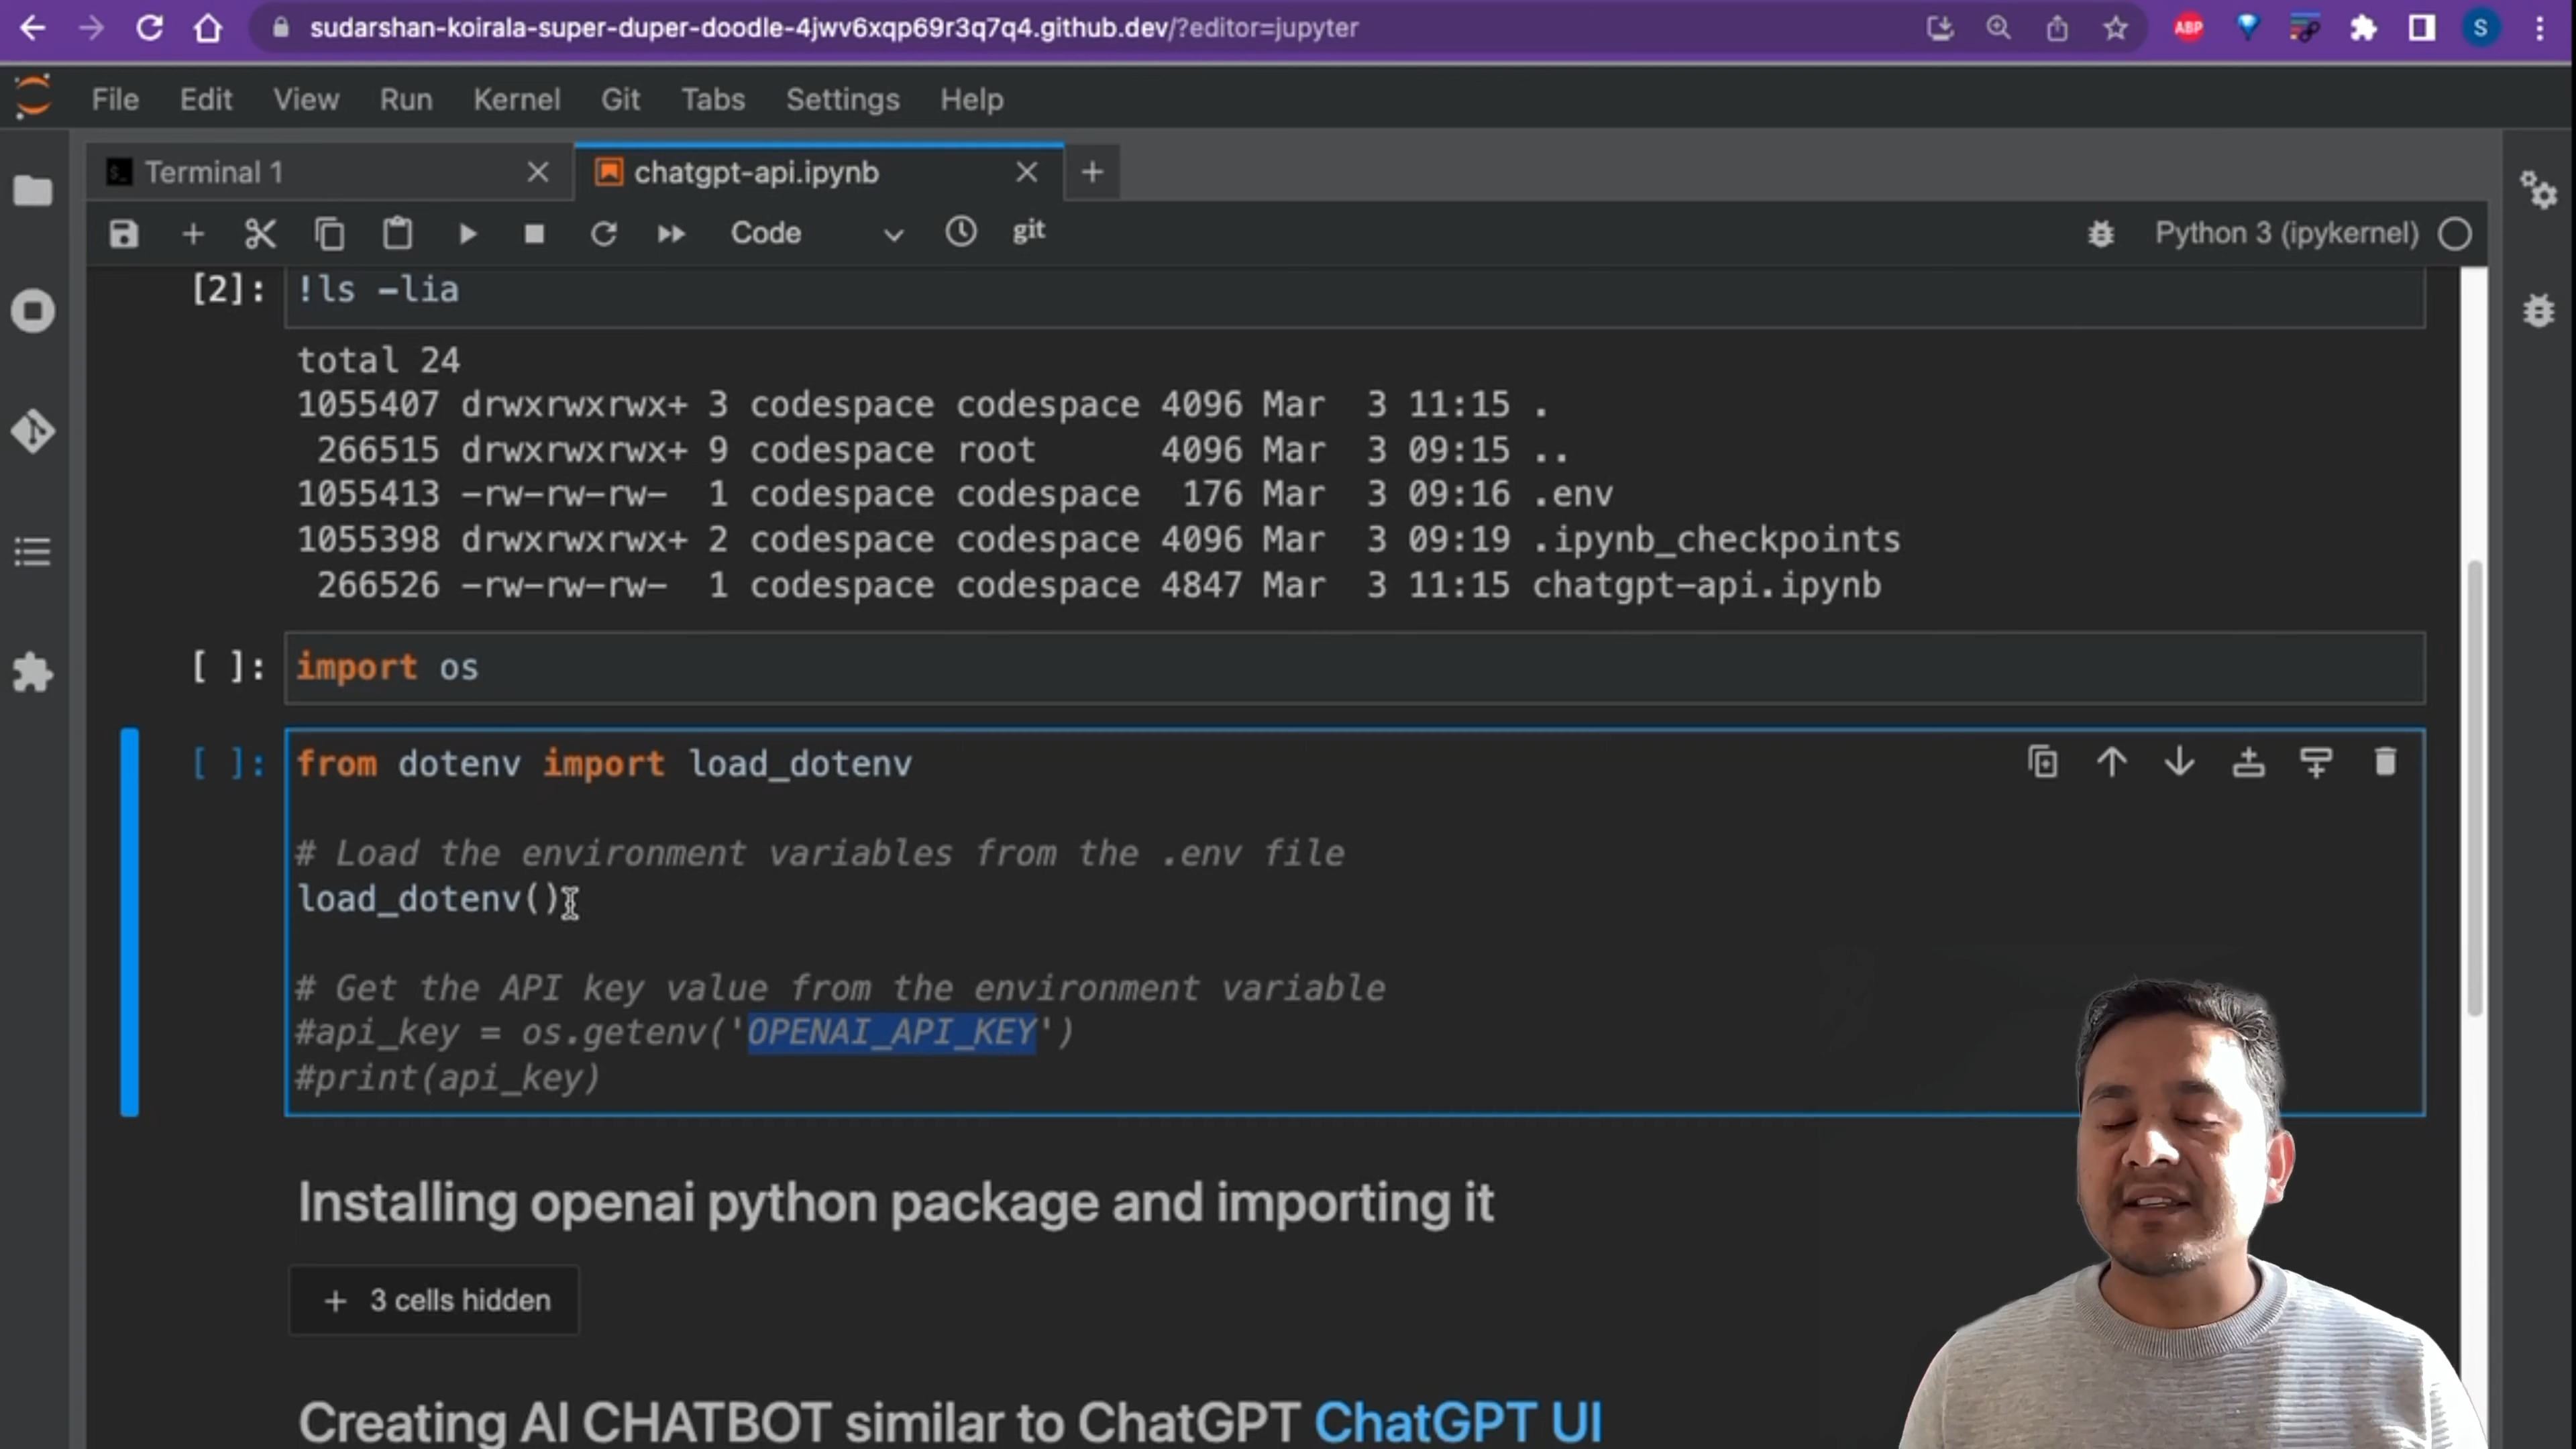 sudarshan-koirala-super-duper-doodle-4jwv6xqp69r3q7q4.github.dev/?editor=jupyter
ABP
S
File Edit View Run Kernel Git Tabs Settings Help
Terminal 1
chatgpt-api.ipynb
Code
git
Python 3 (ipykernel)
[2]: !ls -lia
total 24
1055407 drwxrwxrwx+ 3 codespace codespace 4096 Mar  3 11:15 .
266515 drwxrwxrwx+ 9 codespace root      4096 Mar  3 09:15 ..
1055413 -rw-rw-rw-  1 codespace codespace  176 Mar  3 09:16 .env
1055398 drwxrwxrwx+ 2 codespace codespace 4096 Mar  3 09:19 .ipynb_checkpoints
266526 -rw-rw-rw-  1 codespace codespace 4847 Mar  3 11:15 chatgpt-api.ipynb
[ ]: import os
[ ]: from dotenv import load_dotenv
# Load the environment variables from the .env file
load_dotenv()
# Get the API key value from the environment variable
#api_key = os.getenv('OPENAI_API_KEY')
#print(api_key)
Installing openai python package and importing it
+ 3 cells hidden
Creating AI CHATBOT similar to ChatGPT ChatGPT UI